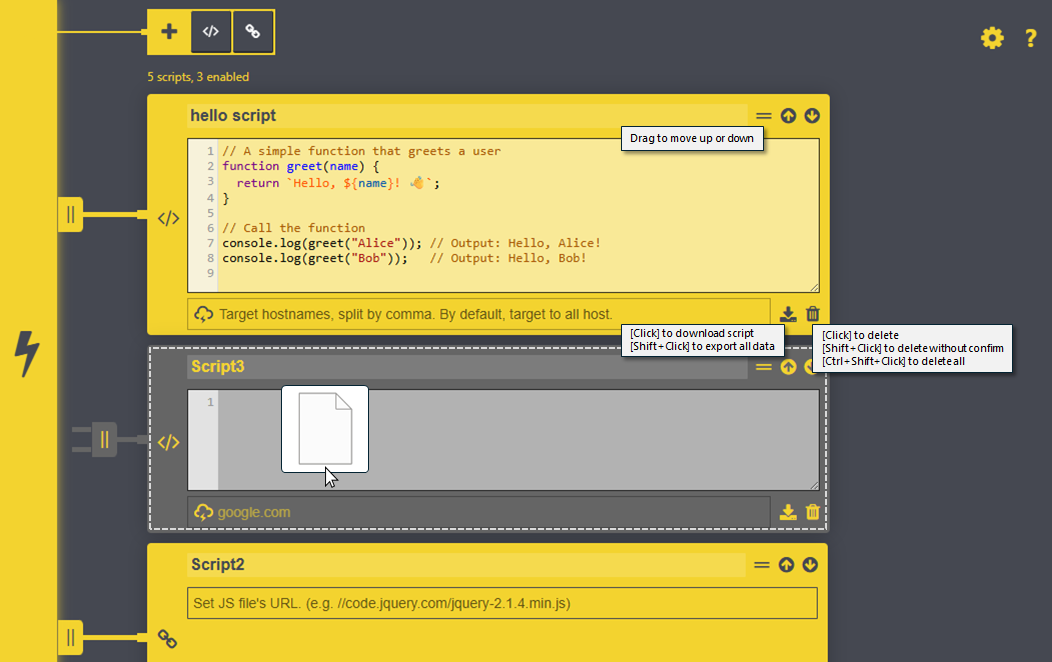 5 scripts, 3 enabled
hello script
Drag to move up or down
1 // A simple function that greets a user
2 function greet(name) {
3   return `Hello, ${name}! 👋`;
4 }
5
6 // Call the function
7 console.log(greet("Alice")); // Output: Hello, Alice!
8 console.log(greet("Bob"));   // Output: Hello, Bob!
9
Target hostnames, split by comma. By default, target to all host.
[Click] to download script
[Shift+Click] to export all data
[Click] to delete
[Shift+Click] to delete without confirm
[Ctrl+Shift+Click] to delete all
Script3
1
google.com
Script2
Set JS file's URL. (e.g. //code.jquery.com/jquery-2.1.4.min.js)